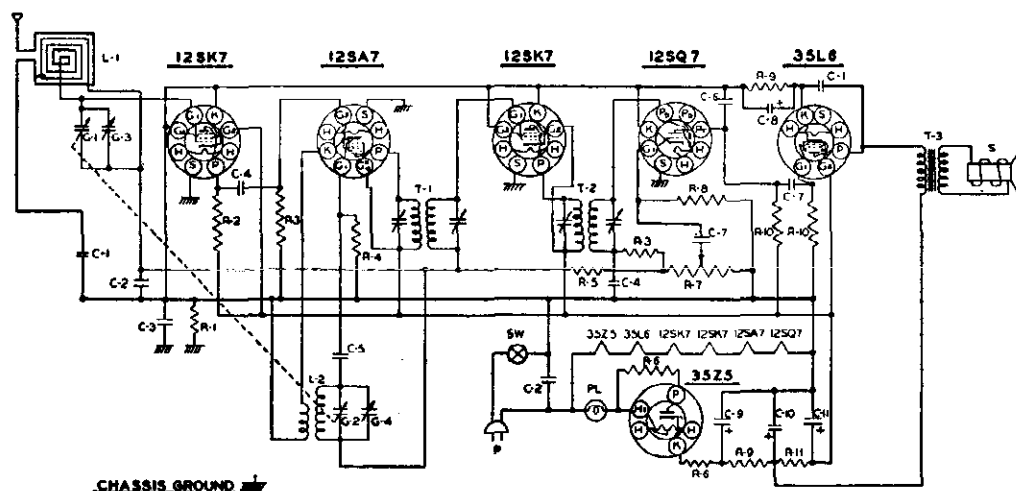 12SK7 12SA7 12SK7 12SQ7 35L6
L-1
R-9 C-1
C-6 C-8
T-3 S
G-1 G-3
C-4
T-1 T-2
R-8 C-7
R-2 R-3 R-4 C-7 R-10 R-10
R-3
C-1 C-2 R-5 C-4 R-7
C-3 R-1
SW 35Z5 35L6 12SK7 12SK7 12SA7 12SQ7
C-5 C-2 R-6 35Z5
L-2 PL
G-2 G-4 C-9 C-10 C-11
P
R-6 R-9 R-11
CHASSIS GROUND